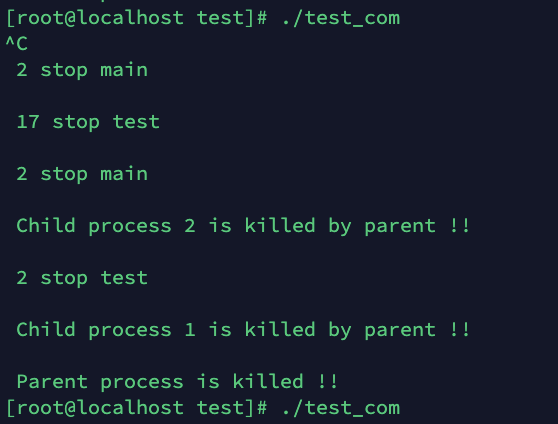 [root@localhost test]# ./test_com
^C
2 stop main
17 stop test
2 stop main
Child process 2 is killed by parent !!
2 stop test
Child process 1 is killed by parent !!
Parent process is killed !!
[root@localhost test]# ./test_com